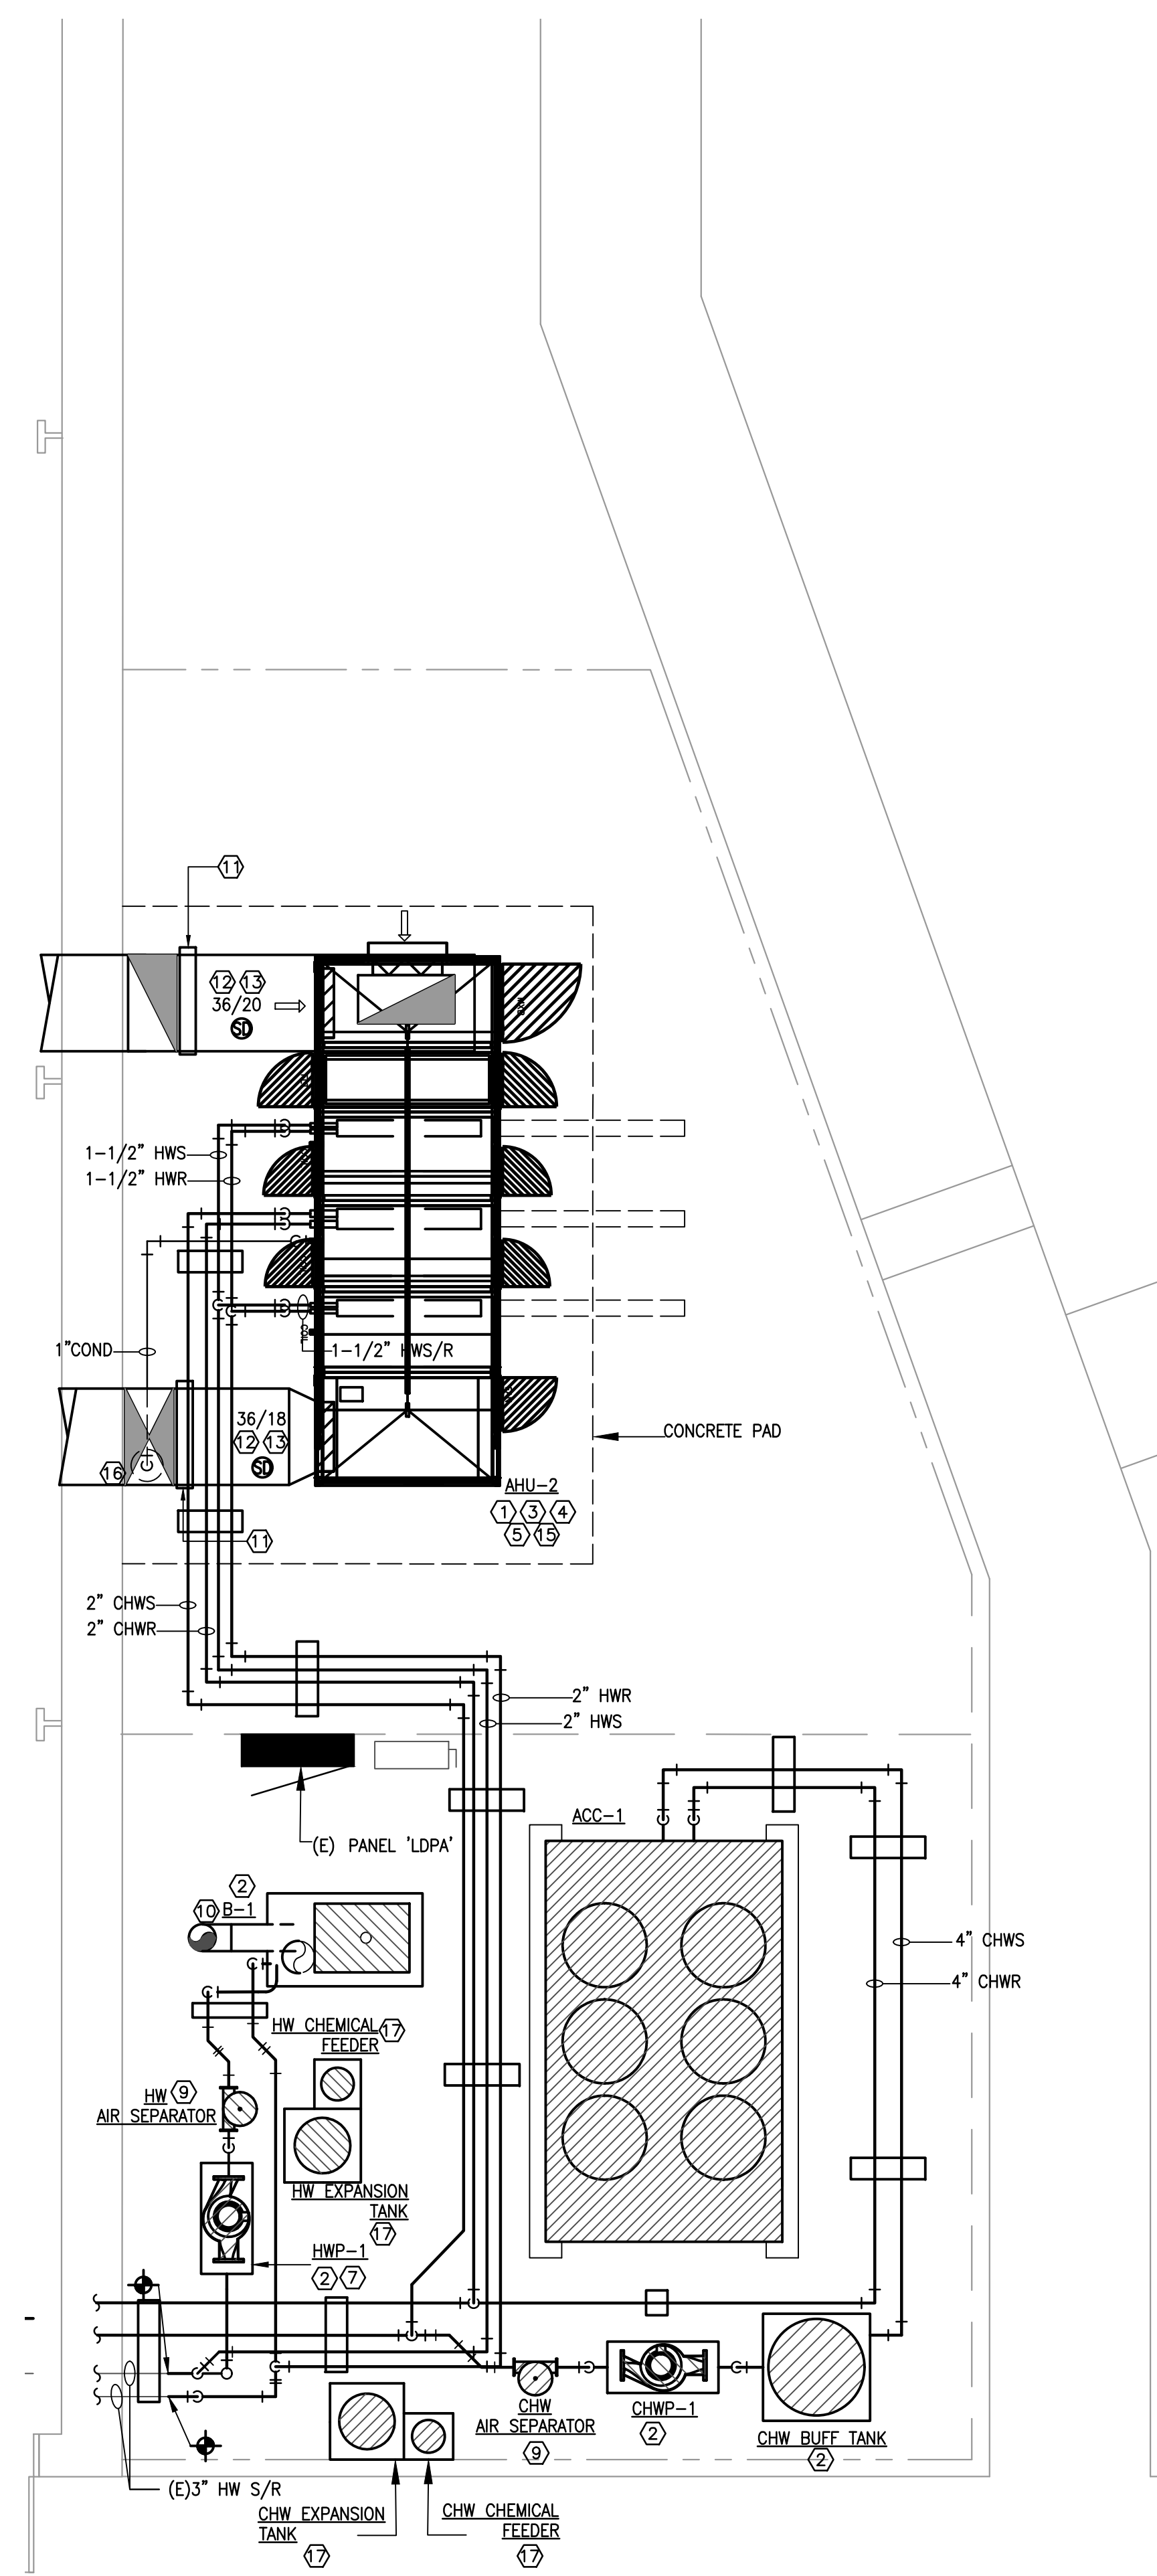 11
12 13
36/20
SD
1-1/2" HWS
1-1/2" HWR
1"COND
COIL
1-1/2" HWS/R
36/18
12 13
SD
16
11
CONCRETE PAD
AHU-2
1 3 4
5 15
2" CHWS
2" CHWR
2" HWR
2" HWS
ACC-1
(E) PANEL 'LDPA'
2
10 B-1
4" CHWS
4" CHWR
HW CHEMICAL 17
FEEDER
HW 9
AIR SEPARATOR
HW EXPANSION
TANK
17
HWP-1
2 7
CHW
AIR SEPARATOR
9
CHWP-1
2
CHW BUFF TANK
2
(E)3" HW S/R
CHW EXPANSION
TANK
17
CHW CHEMICAL
FEEDER
17